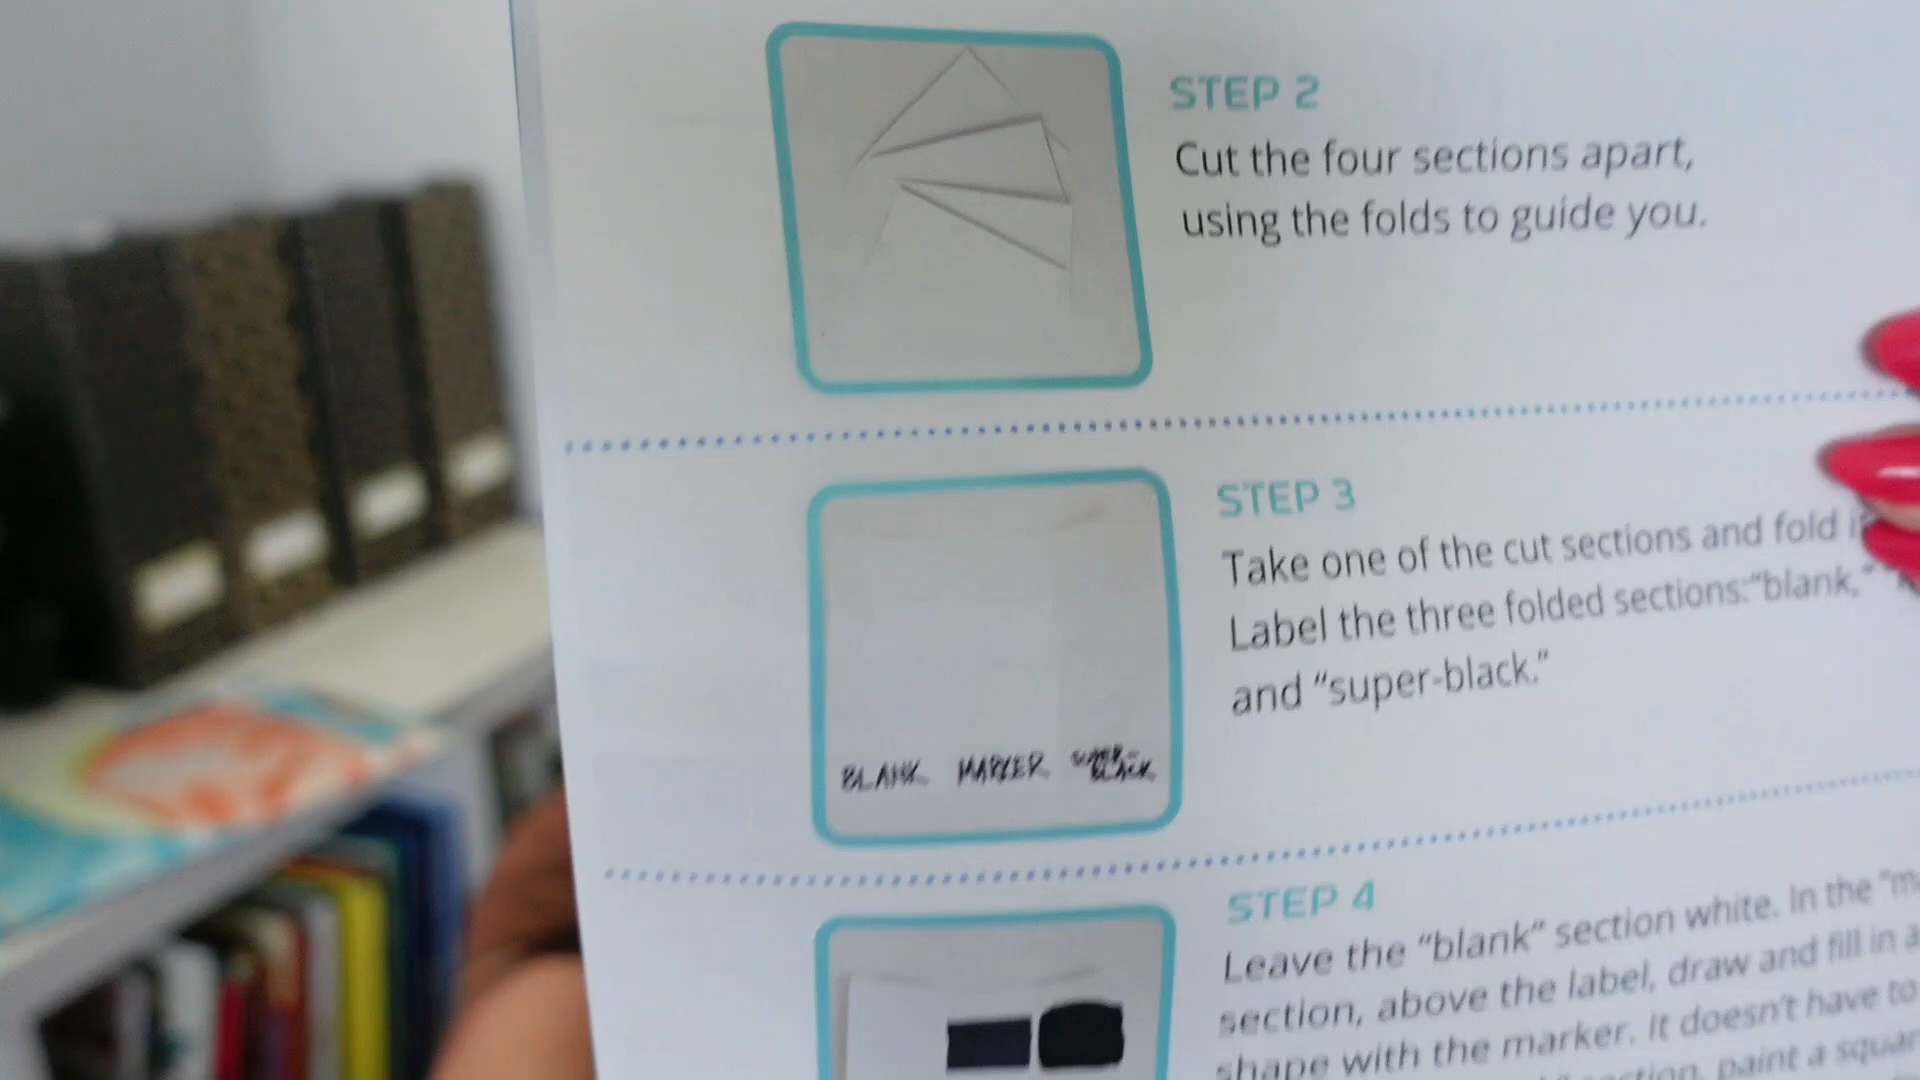 STEP 2
Cut the four sections apart,
using the folds to guide you.
STEP 3
Take one of the cut sections and fold
Label the three folded sections:“blank,”
and “super-black.”
BLANK MARKER SUPER-
BLACK
STEP 4
Leave the “blank” section white. In the
section, above the label, draw and fill in a
shape with the marker. It doesn’t have to
paint a